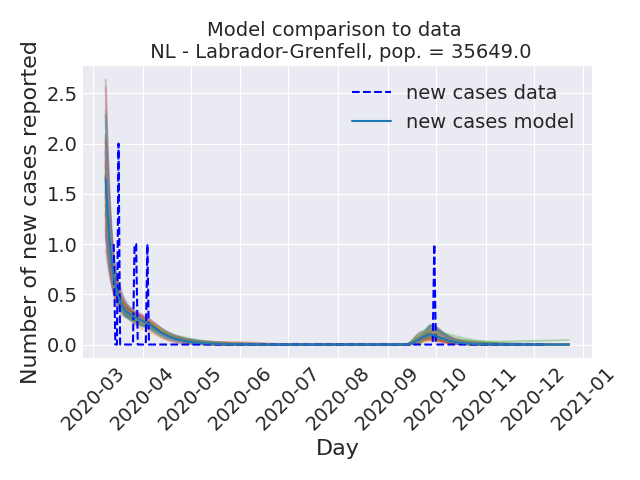 Model comparison to data
NL - Labrador-Grenfell, pop. = 35649.0
Number of new cases reported
2.5
2.0
1.5
1.0
0.5
0.0
new cases data
new cases model
2020-03
2020-04
2020-05
2020-06
2020-07
2020-08
2020-09
2020-10
2020-11
2020-12
2021-01
Day